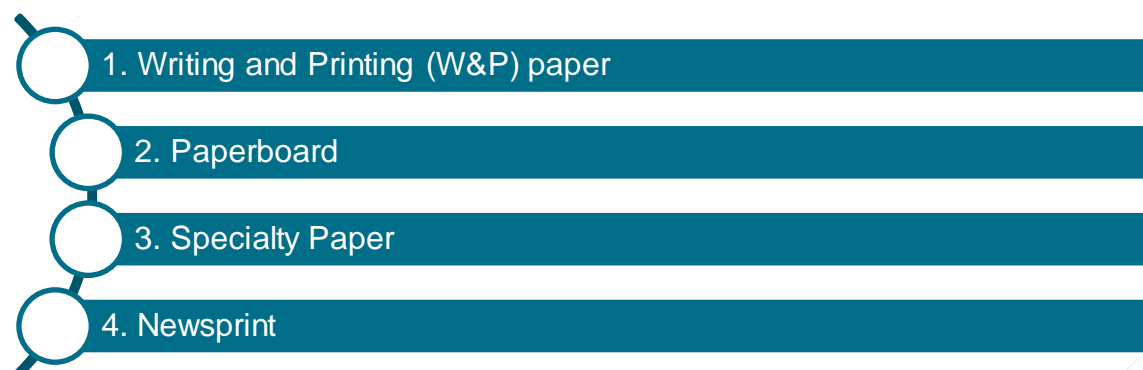 1. Writing and Printing (W&P) paper
2. Paperboard
3. Specialty Paper
4. Newsprint